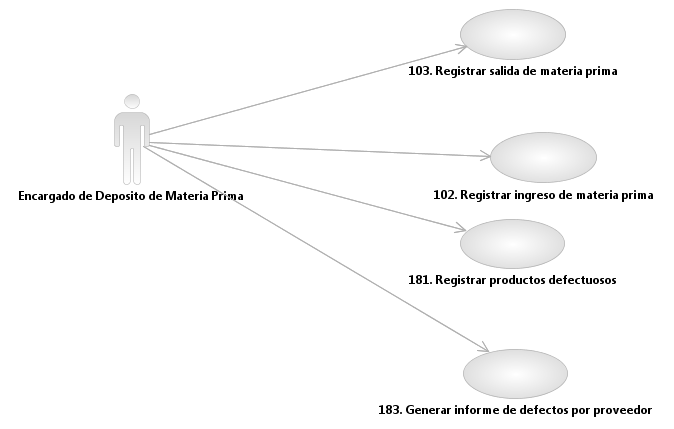 103. Registrar salida de materia prima
Encargado de Deposito de Materia Prima
102. Registrar ingreso de materia prima
181. Registrar productos defectuosos
183. Generar informe de defectos por proveedor